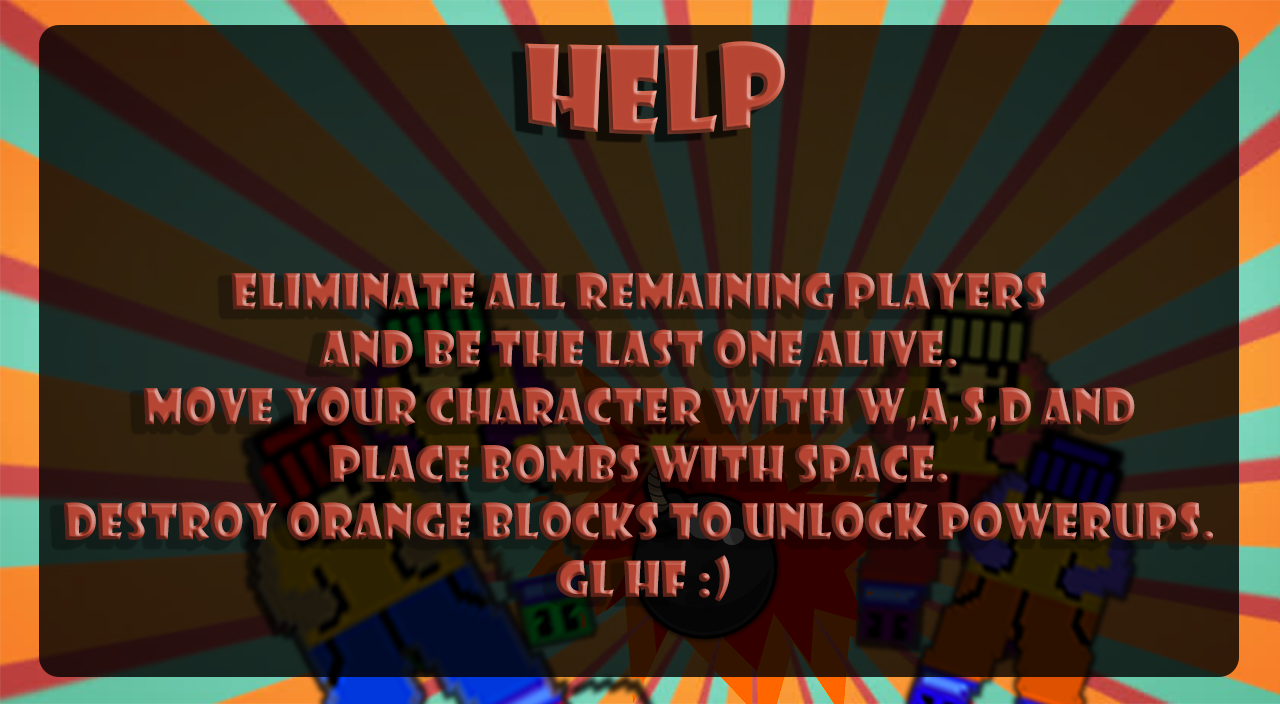 HELP
ELIMINATE ALL REMAINING PLAYERS
AND BE THE LAST ONE ALIVE.
MOVE YOUR CHARACTER WITH W,A,S,D AND
PLACE BOMBS WITH SPACE.
DESTROY ORANGE BLOCKS TO UNLOCK POWERUPS.
GL HF :)